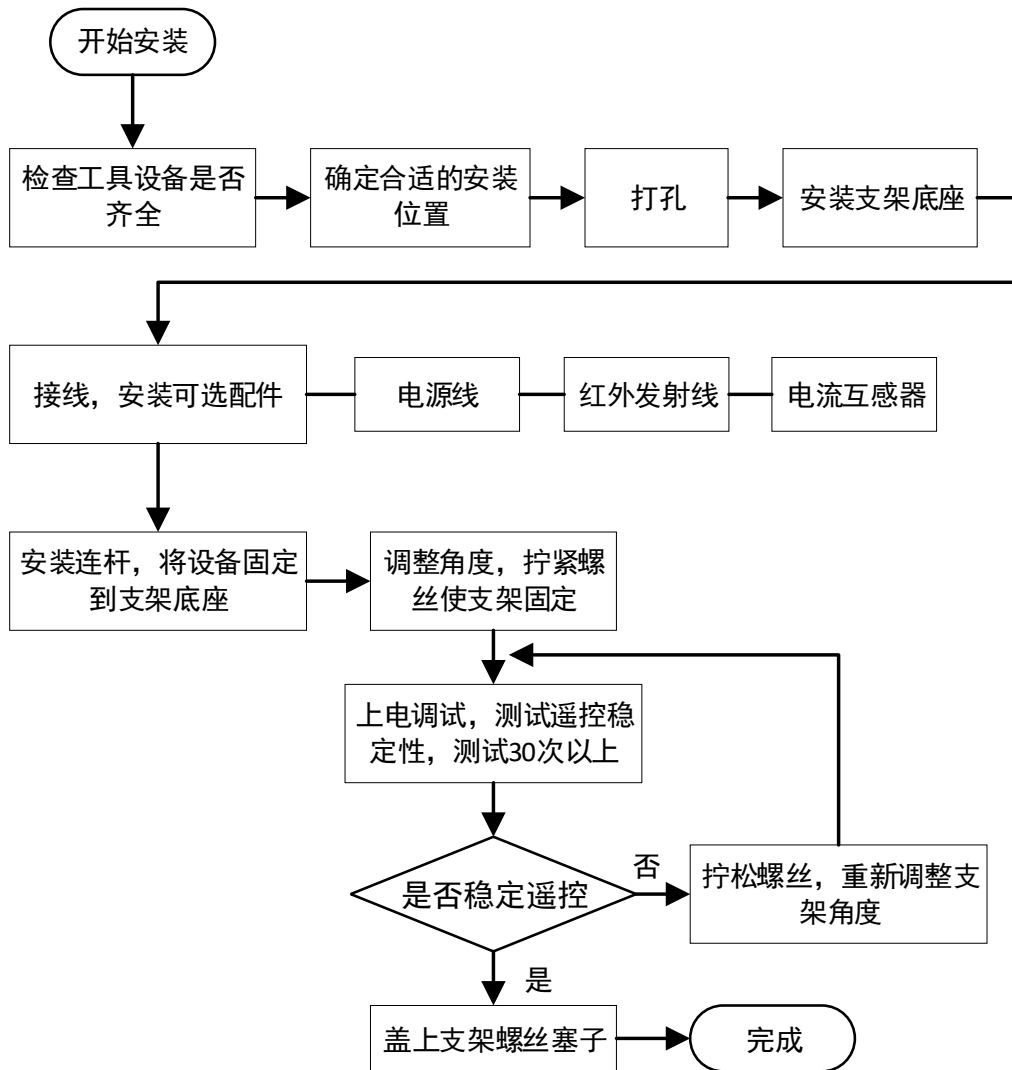 开始安装
检查工具设备是否
齐全
确定合适的安装
位置
打孔
安装支架底座
接线，安装可选配件
电源线
红外发射线
电流互感器
安装连杆，将设备固定
到支架底座
调整角度，拧紧螺
丝使支架固定
上电调试，测试遥控稳
定性，测试30次以上
是否稳定遥控
否
拧松螺丝，重新调整支
架角度
是
盖上支架螺丝塞子
完成